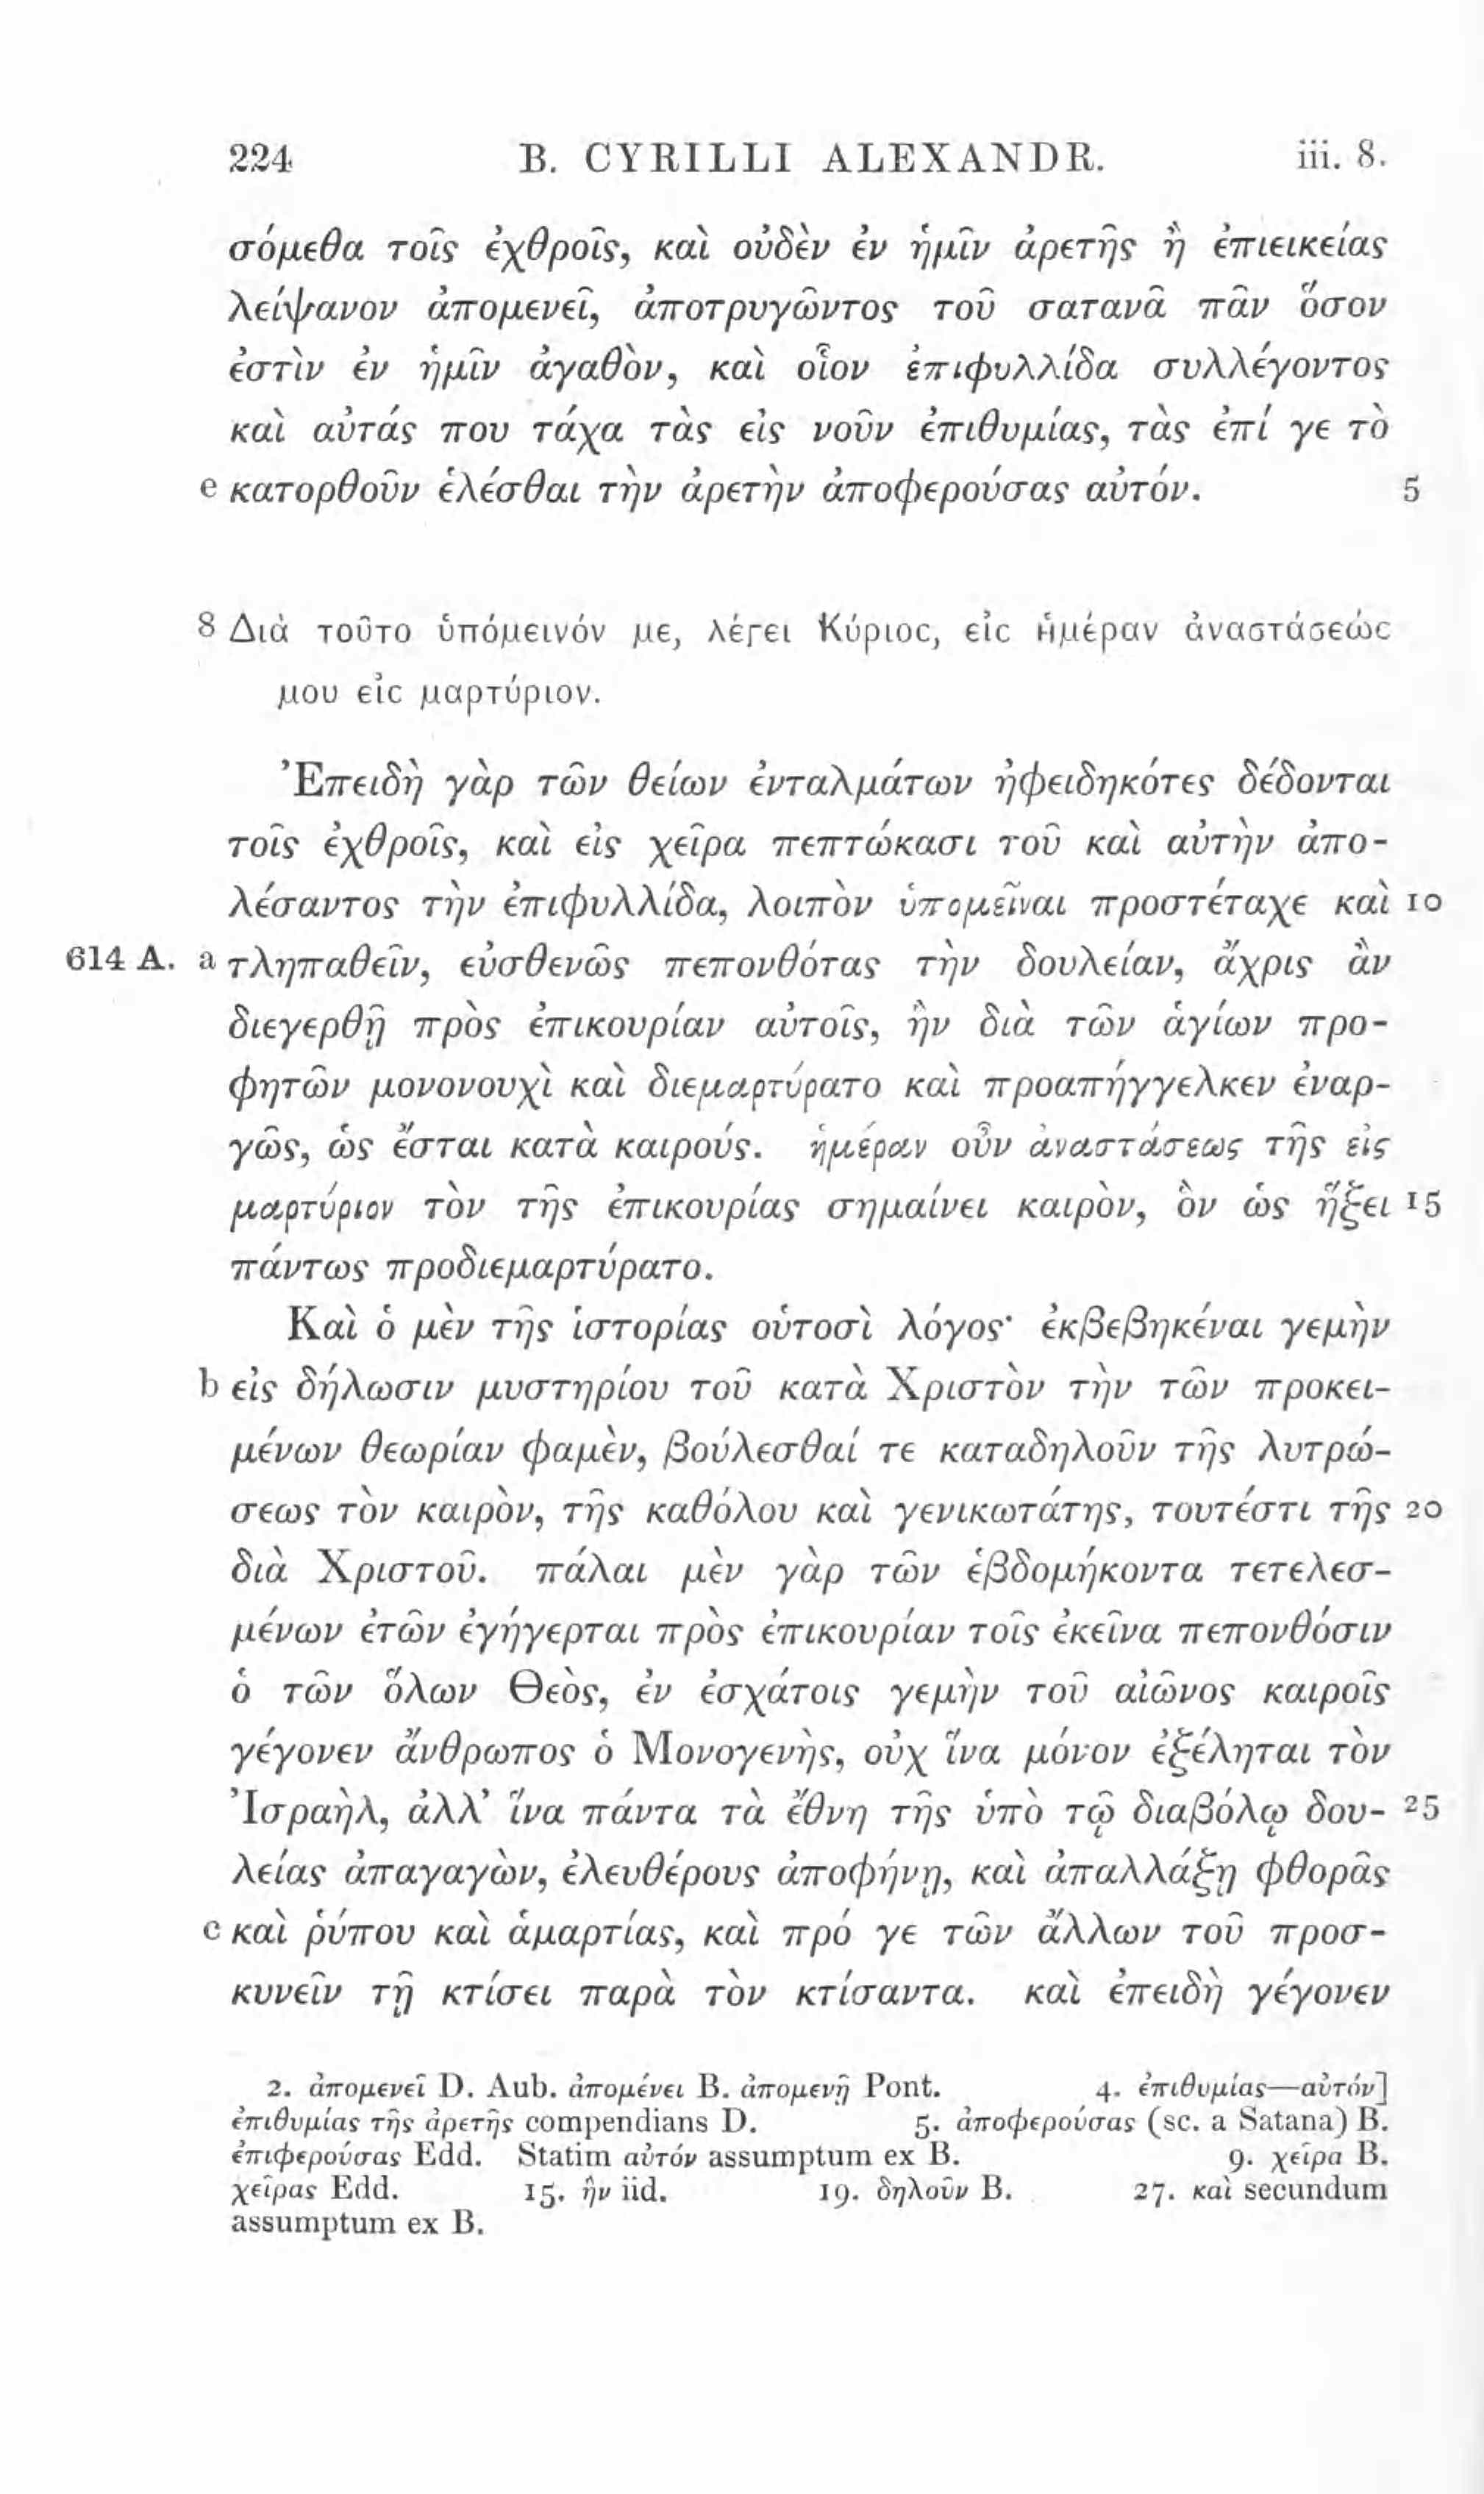 224 B. CYRILLI ALEXANDR. iii. 8.
σόμεθα τοῖς ἐχθροῖς, καὶ οὐδὲν ἐν ἡμῖν ἀρετῆς ἢ ἐπιεικείας
λείψανον ἀπομενεῖ, ἀποτρυγῶντος τοῦ σατανᾶ πᾶν ὅσον
ἐστὶν ἐν ἡμῖν ἀγαθὸν, καὶ οἷον ἐπιφυλλίδα συλλέγοντος
καὶ αὐτάς που τάχα τὰς εἰς νοῦν ἐπιθυμίας, τὰς ἐπί γε τὸ
e κατορθοῦν ἑλέσθαι τὴν ἀρετὴν ἀποφερούσας αὐτόν. 5
8 Διὰ τοῦτο ὑπόμεινόν με, λέγει Κύριος, εἰς ἡμέραν ἀναστάσεώς
μου εἰς μαρτύριον.
Ἐπειδὴ γὰρ τῶν θείων ἐνταλμάτων ἠφειδηκότες δέδονται
τοῖς ἐχθροῖς, καὶ εἰς χεῖρα πεπτώκασι τοῦ καὶ αὐτὴν ἀπο-
λέσαντος τὴν ἐπιφυλλίδα, λοιπὸν ὑπομεῖναι προστέταχε καὶ 10
614 A. a τληπαθεῖν, εὐσθενῶς πεπονθότας τὴν δουλείαν, ἄχρις ἂν
διεγερθῇ πρὸς ἐπικουρίαν αὐτοῖς, ἣν διὰ τῶν ἁγίων προ-
φητῶν μονονουχὶ καὶ διεμαρτύρατο καὶ προαπήγγελκεν ἐναρ-
γῶς, ὡς ἔσται κατὰ καιρούς. ἡμέραν οὖν ἀναστάσεως τῆς εἰς
μαρτύριον τὸν τῆς ἐπικουρίας σημαίνει καιρὸν, ὃν ὡς ἥξει 15
πάντως προδιεμαρτύρατο.
Καὶ ὁ μὲν τῆς ἱστορίας οὑτοσὶ λόγος· ἐκβεβηκέναι γεμὴν
b εἰς δήλωσιν μυστηρίου τοῦ κατὰ Χριστὸν τὴν τῶν προκει-
μένων θεωρίαν φαμὲν, βούλεσθαί τε καταδηλοῦν τῆς λυτρώ-
σεως τὸν καιρὸν, τῆς καθόλου καὶ γενικωτάτης, τουτέστι τῆς 20
διὰ Χριστοῦ. πάλαι μὲν γὰρ τῶν ἑβδομήκοντα τετελεσ-
μένων ἐτῶν ἐγήγερται πρὸς ἐπικουρίαν τοῖς ἐκεῖνα πεπονθόσιν
ὁ τῶν ὅλων Θεὸς, ἐν ἐσχάτοις γεμὴν τοῦ αἰῶνος καιροῖς
γέγονεν ἄνθρωπος ὁ Μονογενὴς, οὐχ ἵνα μόνον ἐξέληται τὸν
Ἰσραὴλ, ἀλλ’ ἵνα πάντα τὰ ἔθνη τῆς ὑπὸ τῷ διαβόλῳ δου- 25
λείας ἀπαγαγὼν, ἐλευθέρους ἀποφήνῃ, καὶ ἀπαλλάξῃ φθορᾶς
c καὶ ῥύπου καὶ ἁμαρτίας, καὶ πρό γε τῶν ἄλλων τοῦ προσ-
κυνεῖν τῇ κτίσει παρὰ τὸν κτίσαντα. καὶ ἐπειδὴ γέγονεν
2. ἀπομενεῖ D. Aub. ἀπομένει B. ἀπομενῇ Pont. 4. ἐπιθυμίας—αὐτόν]
ἐπιθυμίας τῆς ἀρετῆς compendians D. 5. ἀποφερούσας (sc. a Satana) B.
ἐπιφερούσας Edd. Statim αὐτόν assumptum ex B. 9. χεῖρα B.
χεῖρας Edd. 15. ἣν iid. 19. δηλοῦν B. 27. καὶ secundum
assumptum ex B.